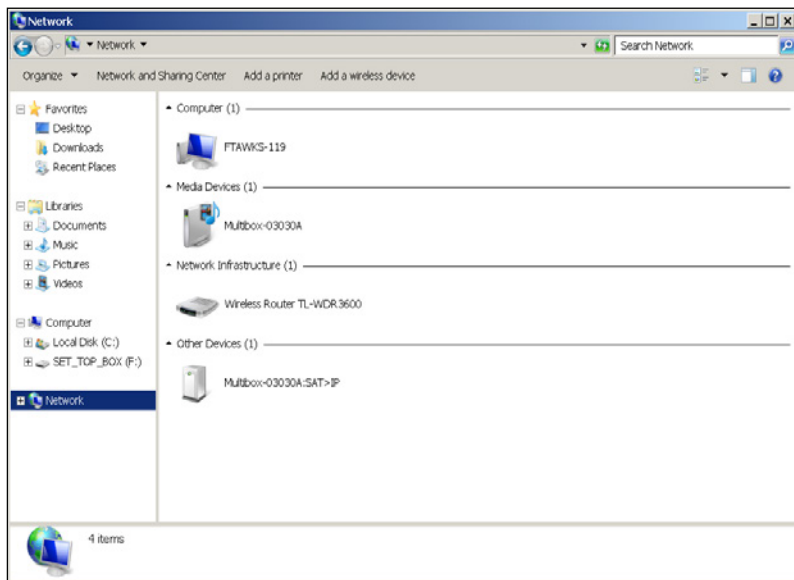 Network
Network
Search Network
Organize Network and Sharing Center Add a printer Add a wireless device
Favorites
Desktop
Downloads
Recent Places
Libraries
Documents
Music
Pictures
Videos
Computer
Local Disk (C:)
SET_TOP_BOX (F:)
Network
Computer (1)
FTAWKS-119
Media Devices (1)
Multibox-03030A
Network Infrastructure (1)
Wireless Router TL-WDR3600
Other Devices (1)
Multibox-03030A:SAT>IP
4 items